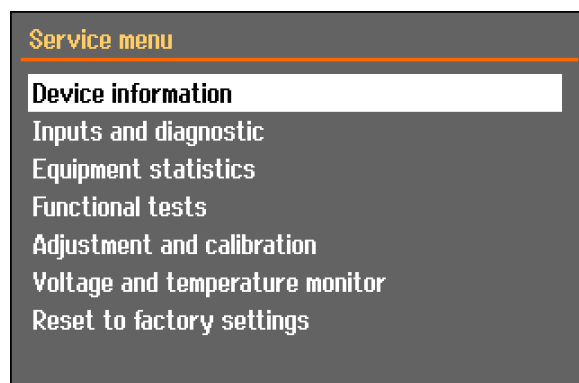 Service menu
Device information
Inputs and diagnostic
Equipment statistics
Functional tests
Adjustment and calibration
Voltage and temperature monitor
Reset to factory settings